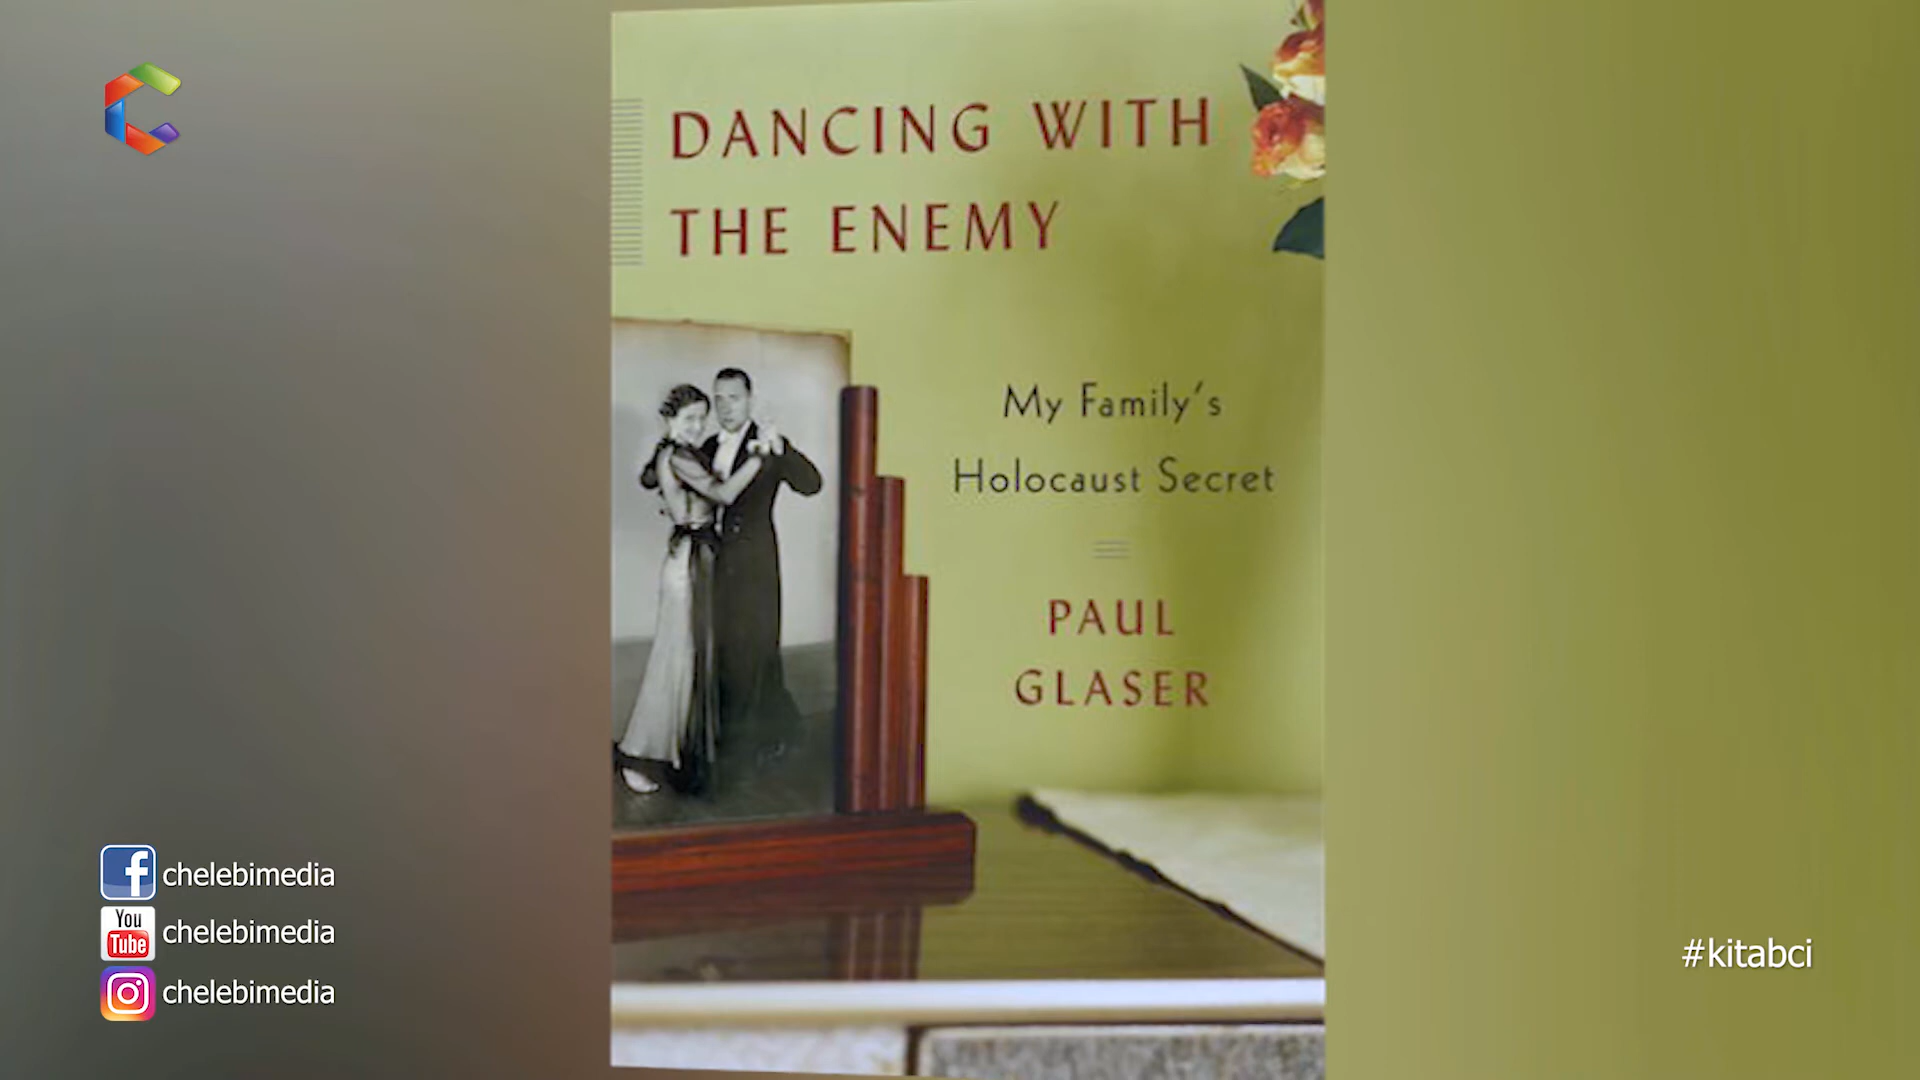 DANCING WITH
THE ENEMY
My Family's
Holocaust Secret
PAUL
GLASER
chelebimedia
You
Tube
chelebimedia
chelebimedia
#kitabci